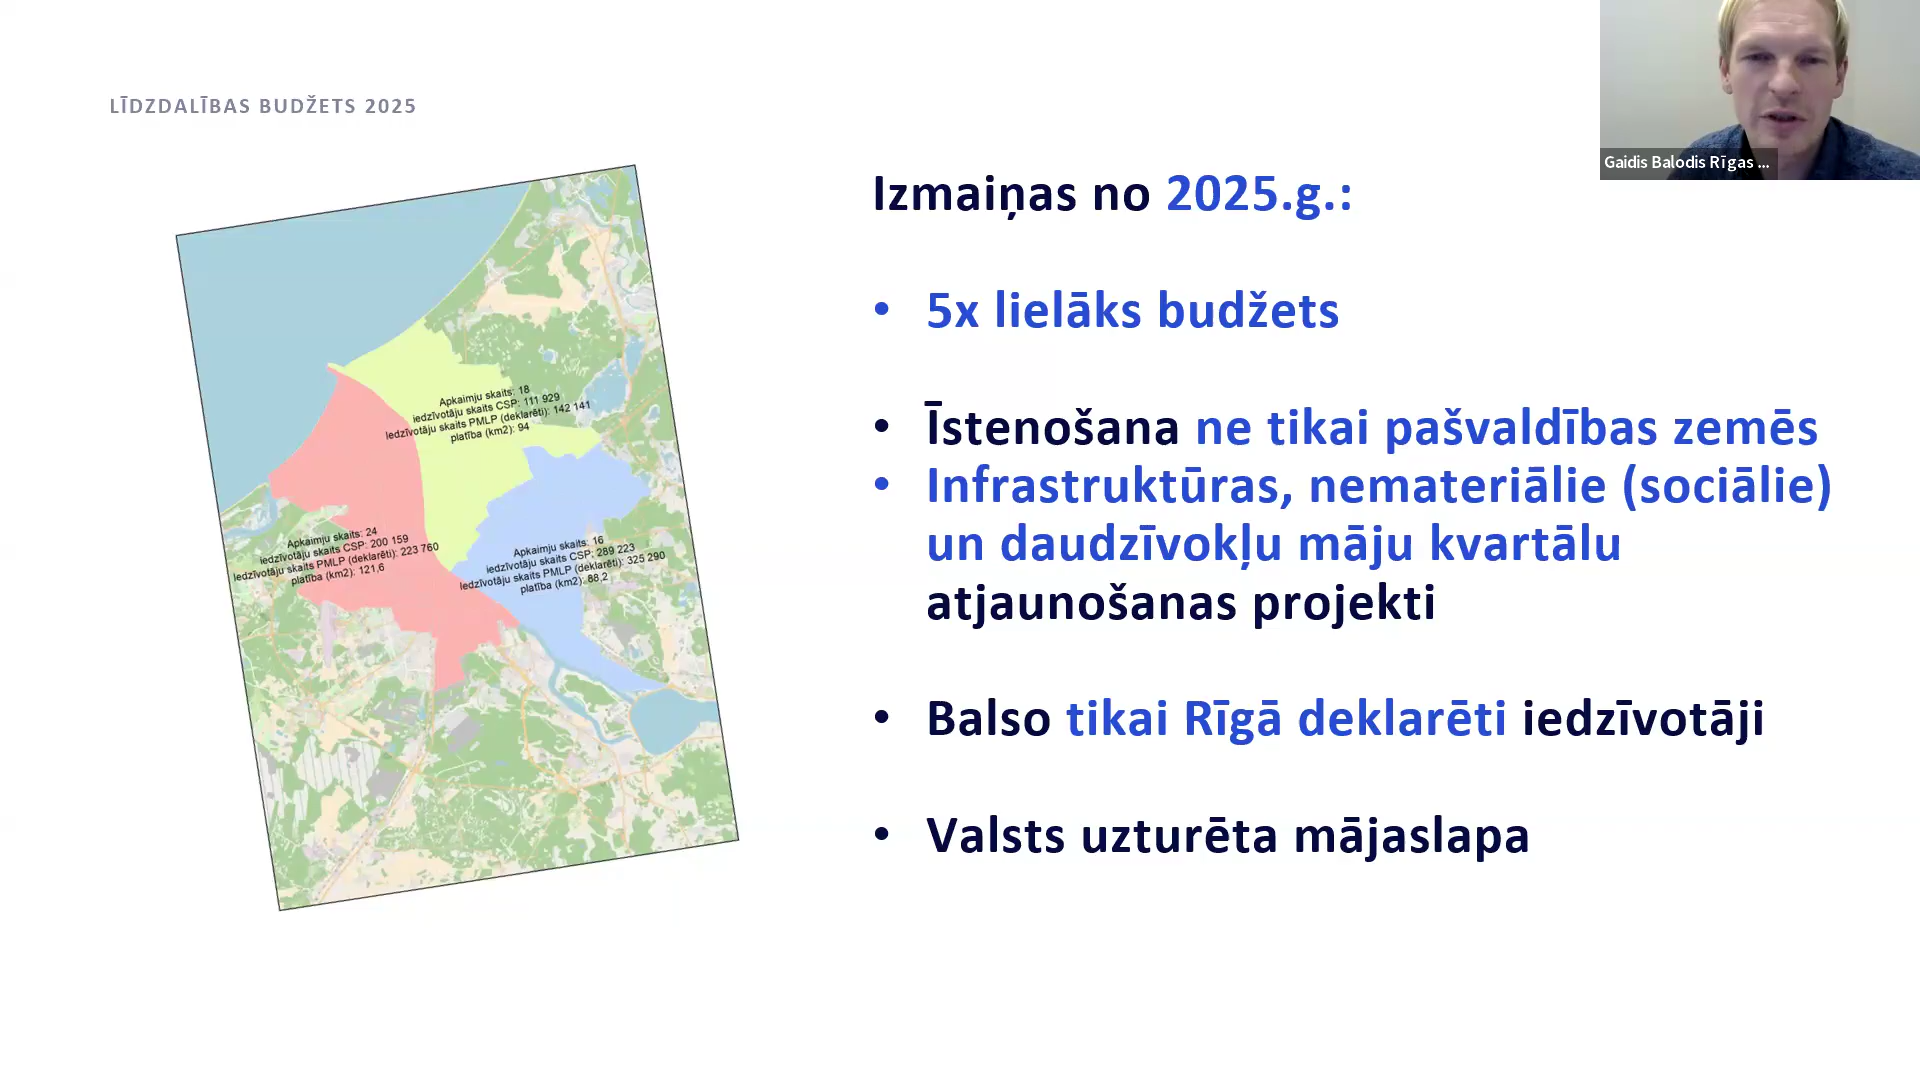 LĪDZDALĪBAS BUDŽETS 2025
Gaidis Balodis Rīgas ...
Izmaiņas no 2025.g.:
• 5x lielāks budžets
• Īstenošana ne tikai pašvaldības zemēs
• Infrastruktūras, nemateriālie (sociālie)
un daudzīvokļu māju kvartālu
atjaunošanas projekti
• Balso tikai Rīgā deklarēti iedzīvotāji
• Valsts uzturēta mājaslapa
Apkaimju skaits: 18
iedzīvotāju skaits CSP: 111 929
Iedzīvotāju skaits PMLP (deklarēti): 142 141
platība (km2): 94
Apkaimju skaits: 24
iedzīvotāju skaits CSP: 200 159
Iedzīvotāju skaits PMLP (deklarēti): 223 760
platība (km2): 121,6
Apkaimju skaits: 16
iedzīvotāju skaits CSP: 289 223
Iedzīvotāju skaits PMLP (deklarēti): 325 290
platība (km2): 88,2